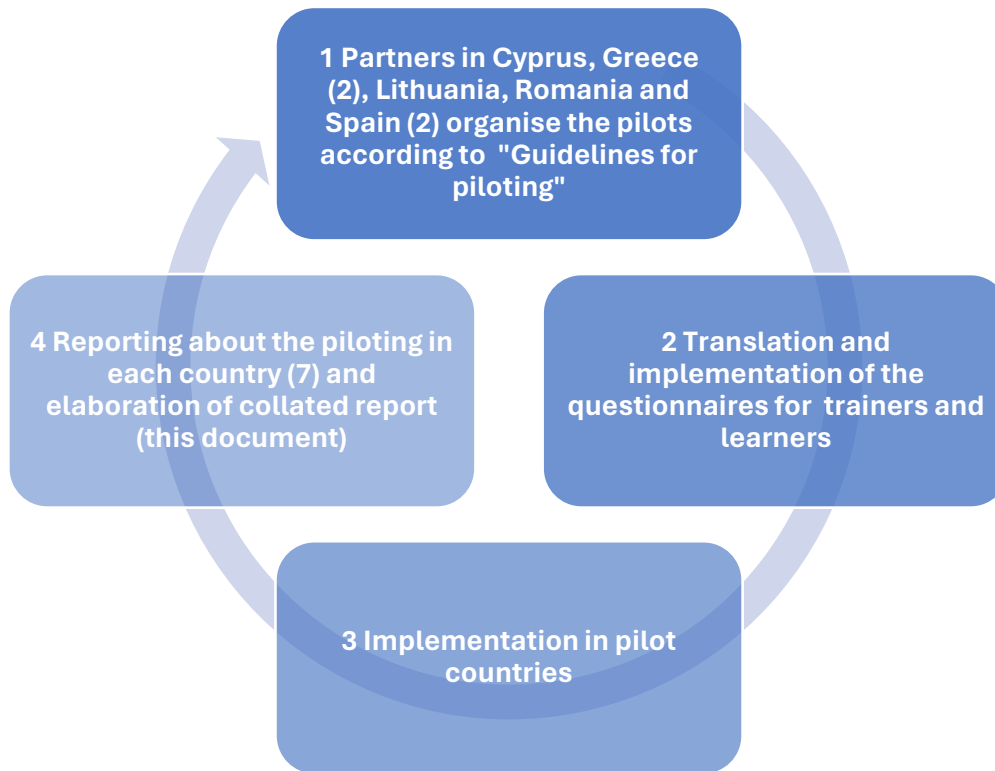 1 Partners in Cyprus, Greece
(2), Lithuania, Romania and
Spain (2) organise the pilots
according to  "Guidelines for
piloting"
2 Translation and
implementation of the
questionnaires for  trainers and
learners
3 Implementation in pilot
countries
4 Reporting about the piloting in
each country (7) and
elaboration of collated report
(this document)